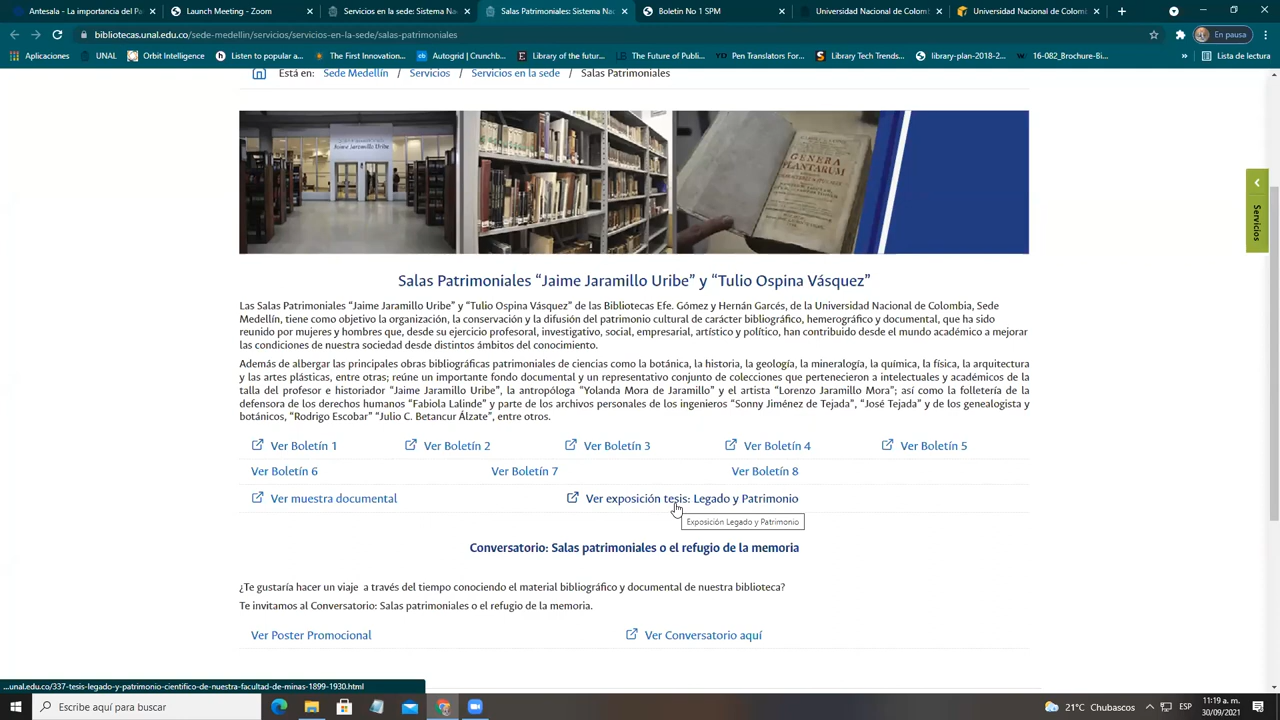 Antesala - La importancia del Pa
Launch Meeting - Zoom
Servicios en la sede: Sistema Nac
Salas Patrimoniales: Sistema Nac
Boletin No 1 SPM
Universidad Nacional de Colomb
Universidad Nacional de Colomb
bibliotecas.unal.edu.co/sede-medellin/servicios/servicios-en-la-sede/salas-patrimoniales
En pausa
Aplicaciones
UNAL
Orbit Intelligence
Listen to popular a...
The First Innovation...
Autogrid | Crunchb...
Library of the futur...
The Future of Publi...
Pen Translators For...
Library Tech Trends...
library-plan-2018-2...
16-082_Brochure-Bi...
Lista de lectura
Está en: Sede Medellín / Servicios / Servicios en la sede / Salas Patrimoniales
Jaime Jaramillo Uribe
GENERA
PLANTARUM
Servicios
Salas Patrimoniales “Jaime Jaramillo Uribe” y “Tulio Ospina Vásquez”
Las Salas Patrimoniales “Jaime Jaramillo Uribe” y “Tulio Ospina Vásquez” de las Bibliotecas Efe. Gómez y Hernán Garcés, de la Universidad Nacional de Colombia, Sede
Medellín, tiene como objetivo la organización, la conservación y la difusión del patrimonio cultural de carácter bibliográfico, hemerográfico y documental, que ha sido
reunido por mujeres y hombres que, desde su ejercicio profesoral, investigativo, social, empresarial, artístico y político, han contribuido desde el mundo académico a mejorar
las condiciones de nuestra sociedad desde distintos ámbitos del conocimiento.
Además de albergar las principales obras bibliográficas patrimoniales de ciencias como la botánica, la historia, la geología, la mineralogía, la química, la física, la arquitectura
y las artes plásticas, entre otras; reúne un importante fondo documental y un representativo conjunto de colecciones que pertenecieron a intelectuales y académicos de la
talla del profesor e historiador “Jaime Jaramillo Uribe”, la antropóloga “Yolanda Mora de Jaramillo” y el artista “Lorenzo Jaramillo Mora”; así como la folletería de la
defensora de los derechos humanos “Fabiola Lalinde” y parte de los archivos personales de los ingenieros “Sonny Jiménez de Tejada”, “José Tejada” y de los genealogista y
botánicos, “Rodrigo Escobar” “Julio C. Betancur Álzate”, entre otros.
Ver Boletín 1 Ver Boletín 2 Ver Boletín 3 Ver Boletín 4 Ver Boletín 5
Ver Boletín 6 Ver Boletín 7 Ver Boletín 8
Ver muestra documental Ver exposición tesis: Legado y Patrimonio
Exposición Legado y Patrimonio
Conversatorio: Salas patrimoniales o el refugio de la memoria
¿Te gustaría hacer un viaje a través del tiempo conociendo el material bibliográfico y documental de nuestra biblioteca?
Te invitamos al Conversatorio: Salas patrimoniales o el refugio de la memoria.
Ver Poster Promocional Ver Conversatorio aquí
...unal.edu.co/337-tesis-legado-y-patrimonio-cientifico-de-nuestra-facultad-de-minas-1899-1930.html
Escribe aquí para buscar
21°C Chubascos
ESP
11:19 a. m.
30/09/2021